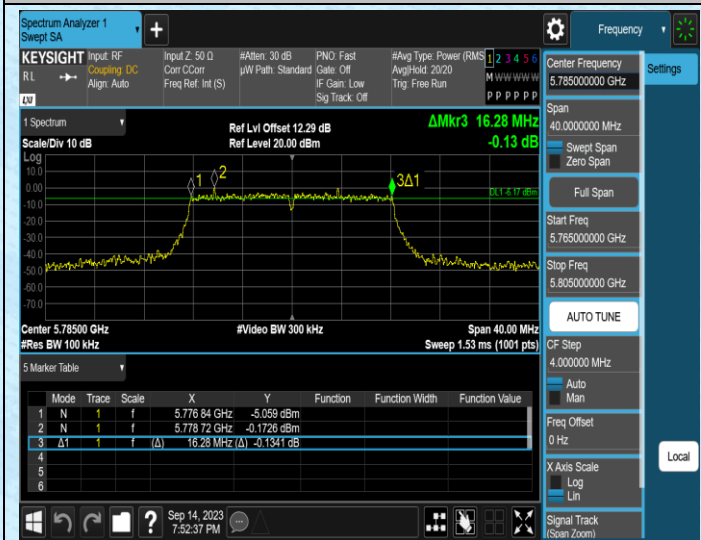 Spectrum Analyzer 1
Swept SA
+
Frequency
KEYSIGHT Input: RF Input Z: 50 Ω #Atten: 30 dB PNO: Fast #Avg Type: Power (RMS 1 2 3 4 5 6
RL Coupling: DC Corr CCorr µW Path: Standard Gate: Off Avg|Hold: 20/20 M W W W W W
Align: Auto Freq Ref: Int (S) IF Gain: Low Trig: Free Run
LXI Sig Track: Off P P P P P P
1 Spectrum Ref Lvl Offset 12.29 dB ΔMkr3 16.28 MHz
Scale/Div 10 dB Ref Level 20.00 dBm -0.13 dB
Log
10.0
0.00
-10.0
-20.0
-30.0
-40.0
-50.0
-60.0
-70.0
1 2 3Δ1
DL1 -6.17 dBm
Center 5.78500 GHz #Video BW 300 kHz Span 40.00 MHz
#Res BW 100 kHz Sweep 1.53 ms (1001 pts)
5 Marker Table
Mode Trace Scale X Y Function Function Width Function Value
1 N 1 f 5.776 84 GHz -5.059 dBm
2 N 1 f 5.778 72 GHz -0.1726 dBm
3 Δ1 1 f (Δ) 16.28 MHz (Δ) -0.1341 dB
4
5
6
? Sep 14, 2023
7:52:37 PM
Center Frequency
5.785000000 GHz
Settings
Span
40.0000000 MHz
Swept Span
Zero Span
Full Span
Start Freq
5.765000000 GHz
Stop Freq
5.805000000 GHz
AUTO TUNE
CF Step
4.000000 MHz
Auto
Man
Freq Offset
0 Hz
X Axis Scale
Log
Lin
Local
Signal Track
(Span Zoom)